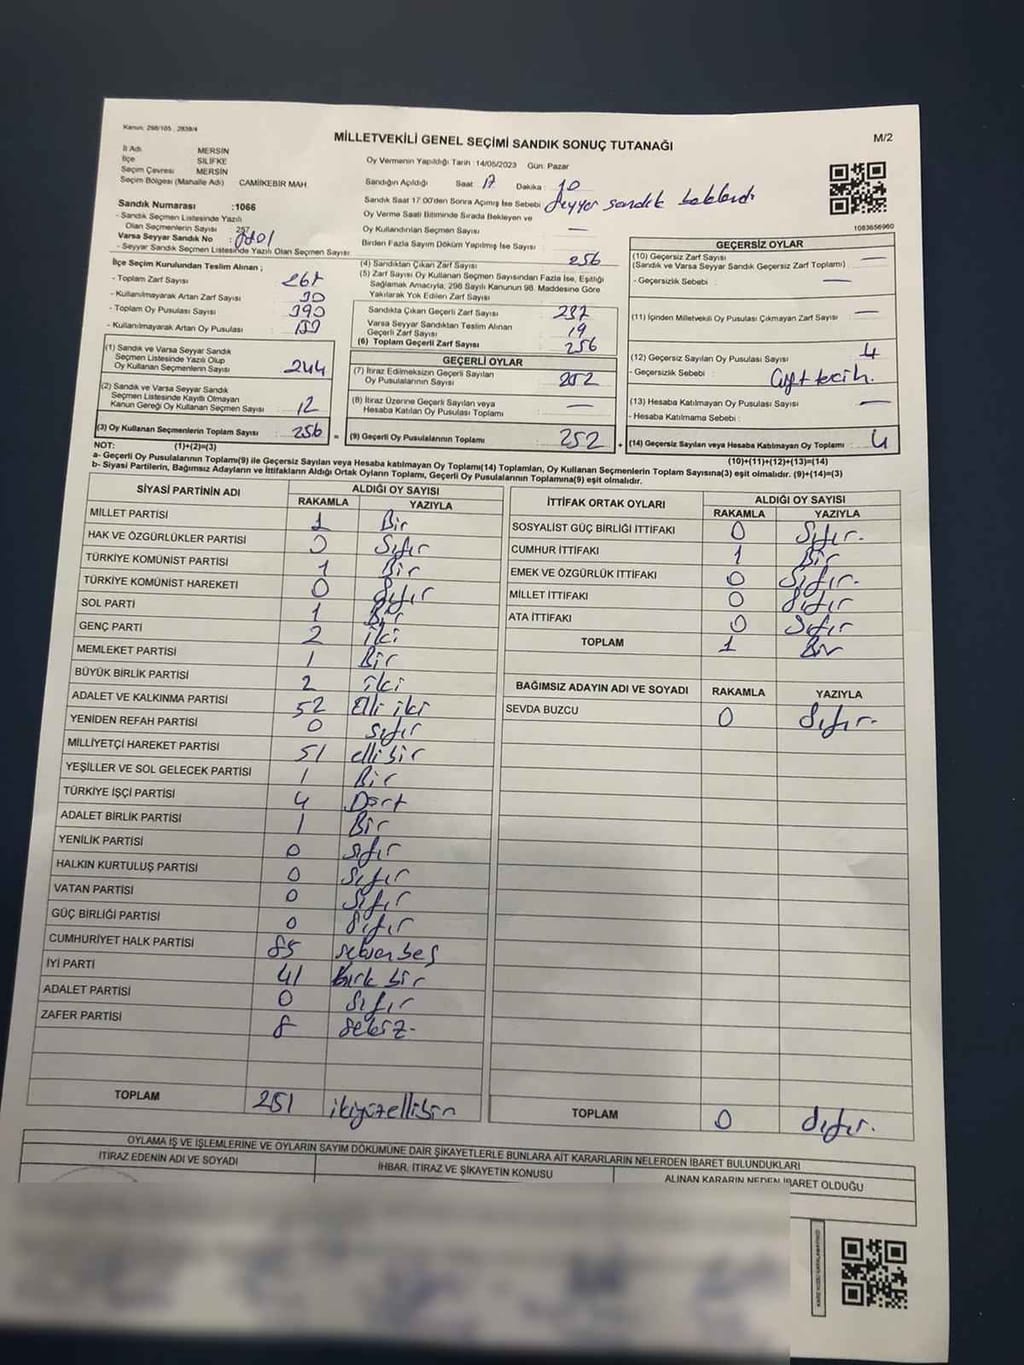 Kanun: 298/105 , 2839/4
MİLLETVEKİLİ GENEL SEÇİMİ SANDIK SONUÇ TUTANAĞI
M/2
İl Adı MERSİN
İlçe SİLİFKE
Seçim Çevresi MERSİN
Seçim Bölgesi (Mahalle Adı) CAMİİKEBİR MAH.
Oy Vermenin Yapıldığı Tarih : 14/05/2023 Gün: Pazar
Sandığın Açıldığı Saat 17 Dakika : 10
Sandık Saat 17.00'den Sonra Açılmış İse Sebebi: Seyyar sandık beklendi
Oy Verme Saati Bitiminde Sırada Bekleyen ve
Oy Kullandırılan Seçmen Sayısı : —
Birden Fazla Sayım Döküm Yapılmış İse Sayısı :
1083656960
Sandık Numarası :1066
- Sandık Seçmen Listesinde Yazılı
Olan Seçmenlerin Sayısı : 257
Varsa Seyyar Sandık No :
- Seyyar Sandık Seçmen Listesinde Yazılı Olan Seçmen Sayısı
İlçe Seçim Kurulundan Teslim Alınan ;
- Toplam Zarf Sayısı
- Kullanılmayarak Artan Zarf Sayısı
- Toplam Oy Pusulası Sayısı 390
- Kullanılmayarak Artan Oy Pusulası
(1) Sandık ve Varsa Seyyar Sandık
Seçmen Listesinde Yazılı Olup
Oy Kullanan Seçmenlerin Sayısı 244
(2) Sandık ve Varsa Seyyar Sandık
Seçmen Listesinde Kayıtlı Olmayan
Kanun Gereği Oy Kullanan Seçmen Sayısı 12
(3) Oy Kullanan Seçmenlerin Toplam Sayısı 256 =
(1)+(2)=(3)
(4) Sandıktan Çıkan Zarf Sayısı 256
(5) Zarf Sayısı Oy Kullanan Seçmen Sayısından Fazla İse, Eşitliği
Sağlamak Amacıyla, 298 Sayılı Kanunun 98. Maddesine Göre
Yakılarak Yok Edilen Zarf Sayısı
Sandıkta Çıkan Geçerli Zarf Sayısı 237
Varsa Seyyar Sandıktan Teslim Alınan
Geçerli Zarf Sayısı 19
(6) Toplam Geçerli Zarf Sayısı 256
GEÇERLİ OYLAR
(7) İtiraz Edilmeksizin Geçerli Sayılan
Oy Pusulalarının Sayısı 252
(8) İtiraz Üzerine Geçerli Sayılan veya
Hesaba Katılan Oy Pusulası Toplamı —
(9) Geçerli Oy Pusulalarının Toplamı 252 +
GEÇERSİZ OYLAR
(10) Geçersiz Zarf Sayısı
(Sandık ve Varsa Seyyar Sandık Geçersiz Zarf Toplamı) —
- Geçersizlik Sebebi : —
(11) İçinden Milletvekili Oy Pusulası Çıkmayan Zarf Sayısı —
(12) Geçersiz Sayılan Oy Pusulası Sayısı 4
- Geçersizlik Sebebi : Çift tercih.
(13) Hesaba Katılmayan Oy Pusulası Sayısı —
- Hesaba Katılmama Sebebi :
(14) Geçersiz Sayılan veya Hesaba Katılmayan Oy Toplamı 4
(10)+(11)+(12)+(13)=(14)
NOT:
a- Geçerli Oy Pusulalarının Toplamı(9) ile Geçersiz Sayılan veya Hesaba katılmayan Oy Toplamı(14) Toplamları, Oy Kullanan Seçmenlerin Toplam Sayısına(3) eşit olmalıdır. (9)+(14)=(3)
b- Siyasi Partilerin, Bağımsız Adayların ve İttifakların Aldığı Ortak Oyların Toplamı, Geçerli Oy Pusulalarının Toplamına(9) eşit olmalıdır.
SİYASİ PARTİNİN ADI ALDIĞI OY SAYISI
RAKAMLA YAZIYLA
MİLLET PARTİSİ 1 Bir
HAK VE ÖZGÜRLÜKLER PARTİSİ 0 Sıfır
TÜRKİYE KOMÜNİST PARTİSİ 1 Bir
TÜRKİYE KOMÜNİST HAREKETİ 0 Sıfır
SOL PARTİ 1 Bir
GENÇ PARTİ 2 iki
MEMLEKET PARTİSİ 1 Bir
BÜYÜK BİRLİK PARTİSİ 2 iki
ADALET VE KALKINMA PARTİSİ 52 Elli iki
YENİDEN REFAH PARTİSİ 0 sıfır
MİLLİYETÇİ HAREKET PARTİSİ 51 elli bir
YEŞİLLER VE SOL GELECEK PARTİSİ 1 Bir
TÜRKİYE İŞÇİ PARTİSİ 4 Dört
ADALET BİRLİK PARTİSİ 1 Bir
YENİLİK PARTİSİ 0 sıfır
HALKIN KURTULUŞ PARTİSİ 0 Sıfır
VATAN PARTİSİ 0 Sıfır
GÜÇ BİRLİĞİ PARTİSİ 0 Sıfır
CUMHURİYET HALK PARTİSİ 85 seksen beş
İYİ PARTİ 41 Kırk bir
ADALET PARTİSİ 0 Sıfır
ZAFER PARTİSİ 8 Sekiz-
TOPLAM 251 ikiyüzellibir
İTTİFAK ORTAK OYLARI ALDIĞI OY SAYISI
RAKAMLA YAZIYLA
SOSYALİST GÜÇ BİRLİĞİ İTTİFAKI 0 Sıfır.
CUMHUR İTTİFAKI 1 Bir
EMEK VE ÖZGÜRLÜK İTTİFAKI 0 Sıfır.
MİLLET İTTİFAKI 0 Sıfır
ATA İTTİFAKI 0 Sıfır
TOPLAM 1 Bir
BAĞIMSIZ ADAYIN ADI VE SOYADI RAKAMLA YAZIYLA
SEVDA BUZCU 0 Sıfır.
TOPLAM 0 Sıfır.
OYLAMA İŞ VE İŞLEMLERİNE VE OYLARIN SAYIM DÖKÜMÜNE DAİR ŞİKAYETLERLE BUNLARA AİT KARARLARIN NELERDEN İBARET BULUNDUKLARI
İTİRAZ EDENİN ADI VE SOYADI İHBAR, İTİRAZ VE ŞİKAYETİN KONUSU ALINAN KARARIN NEDEN İBARET OLDUĞU